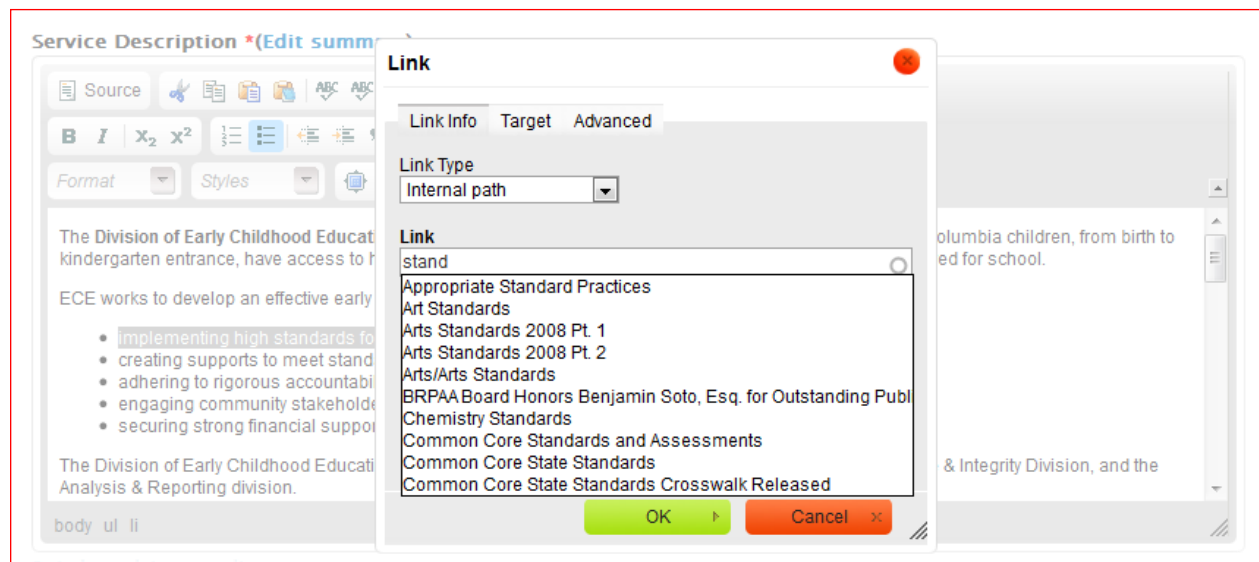 Service Description *(Edit summ
Link
Source
ABC ABC
Link Info Target Advanced
B I X₂ X²
Link Type
Format Styles
Internal path
The Division of Early Childhood Educat
Link
olumbia children, from birth to
kindergarten entrance, have access to h
stand
ed for school.
ECE works to develop an effective early
Appropriate Standard Practices
Art Standards
implementing high standards fo
Arts Standards 2008 Pt. 1
creating supports to meet stand
Arts Standards 2008 Pt. 2
adhering to rigorous accountabi
Arts/Arts Standards
engaging community stakeholde
BRPAA Board Honors Benjamin Soto, Esq. for Outstanding Publ
securing strong financial suppor
Chemistry Standards
Common Core Standards and Assessments
The Division of Early Childhood Educati
Common Core State Standards
& Integrity Division, and the
Analysis & Reporting division.
Common Core State Standards Crosswalk Released
OK Cancel
body ul li